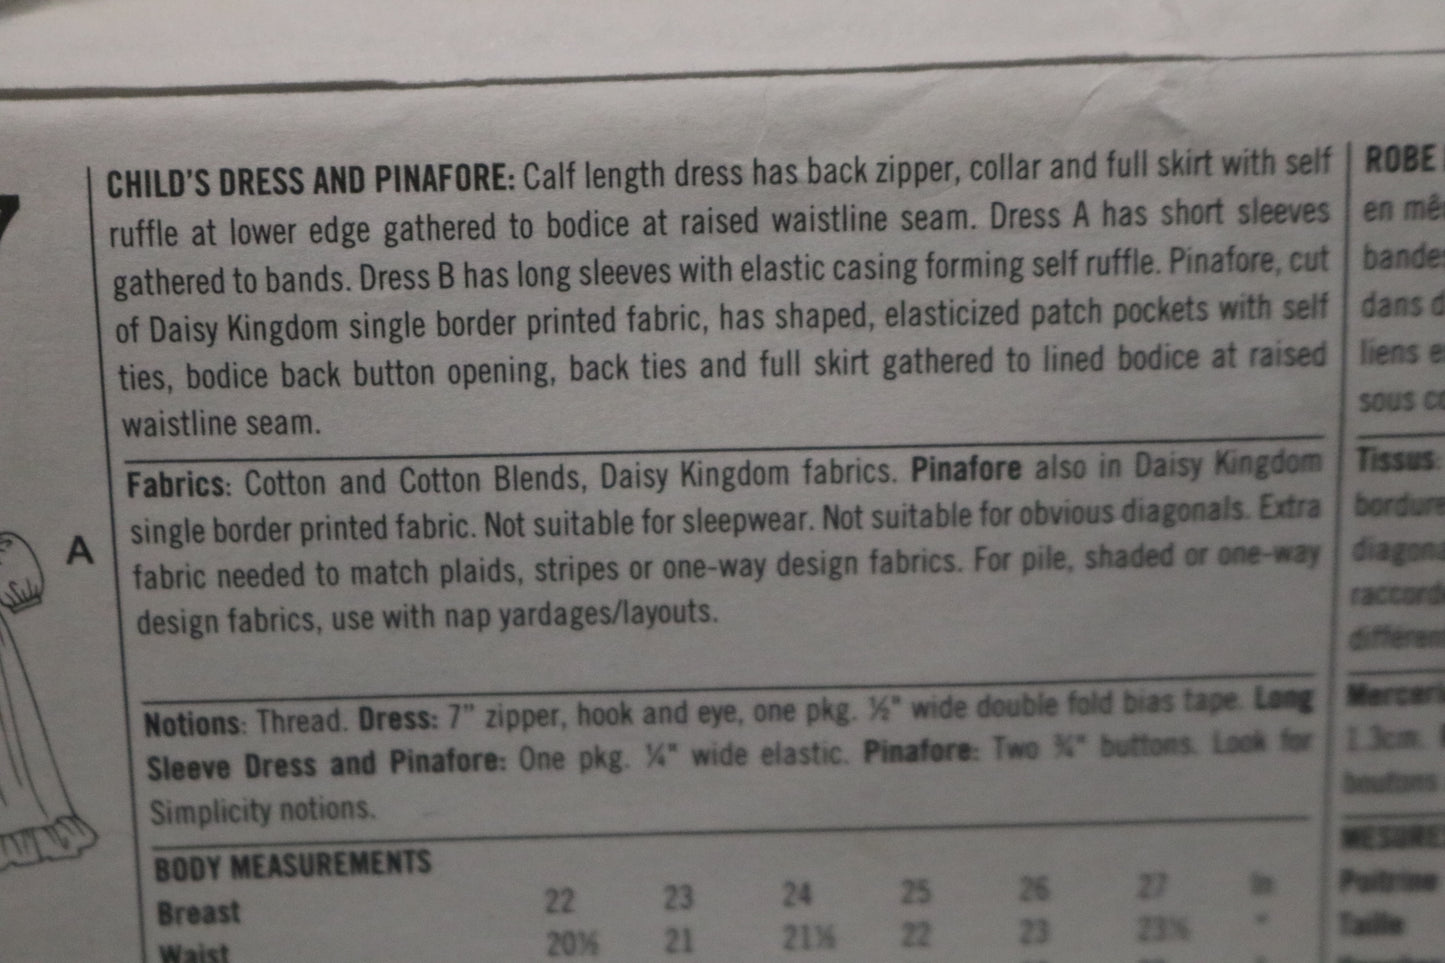 7
CHILD'S DRESS AND PINAFORE: Calf length dress has back zipper, collar and full skirt with self
ruffle at lower edge gathered to bodice at raised waistline seam. Dress A has short sleeves
gathered to bands. Dress B has long sleeves with elastic casing forming self ruffle. Pinafore, cut
of Daisy Kingdom single border printed fabric, has shaped, elasticized patch pockets with self
ties, bodice back button opening, back ties and full skirt gathered to lined bodice at raised
waistline seam.
Fabrics: Cotton and Cotton Blends, Daisy Kingdom fabrics. Pinafore also in Daisy Kingdom
single border printed fabric. Not suitable for sleepwear. Not suitable for obvious diagonals. Extra
fabric needed to match plaids, stripes or one-way design fabrics. For pile, shaded or one-way
design fabrics, use with nap yardages/layouts.
A
Notions: Thread. Dress: 7" zipper, hook and eye, one pkg. ½" wide double fold bias tape. Long
Sleeve Dress and Pinafore: One pkg. ¼" wide elastic. Pinafore: Two ¾" buttons. Look for
Simplicity notions.
BODY MEASUREMENTS
Breast 22 23 24 25 26 27 In
Waist 20½ 21 21½ 22 23 23½ "
ROBE
en mê
bande
dans d
liens e
sous co
Tissus:
bordure
diagona
raccord
différen
Merceri
1.3cm.
boutons
MESURE
Poitrine
Taille